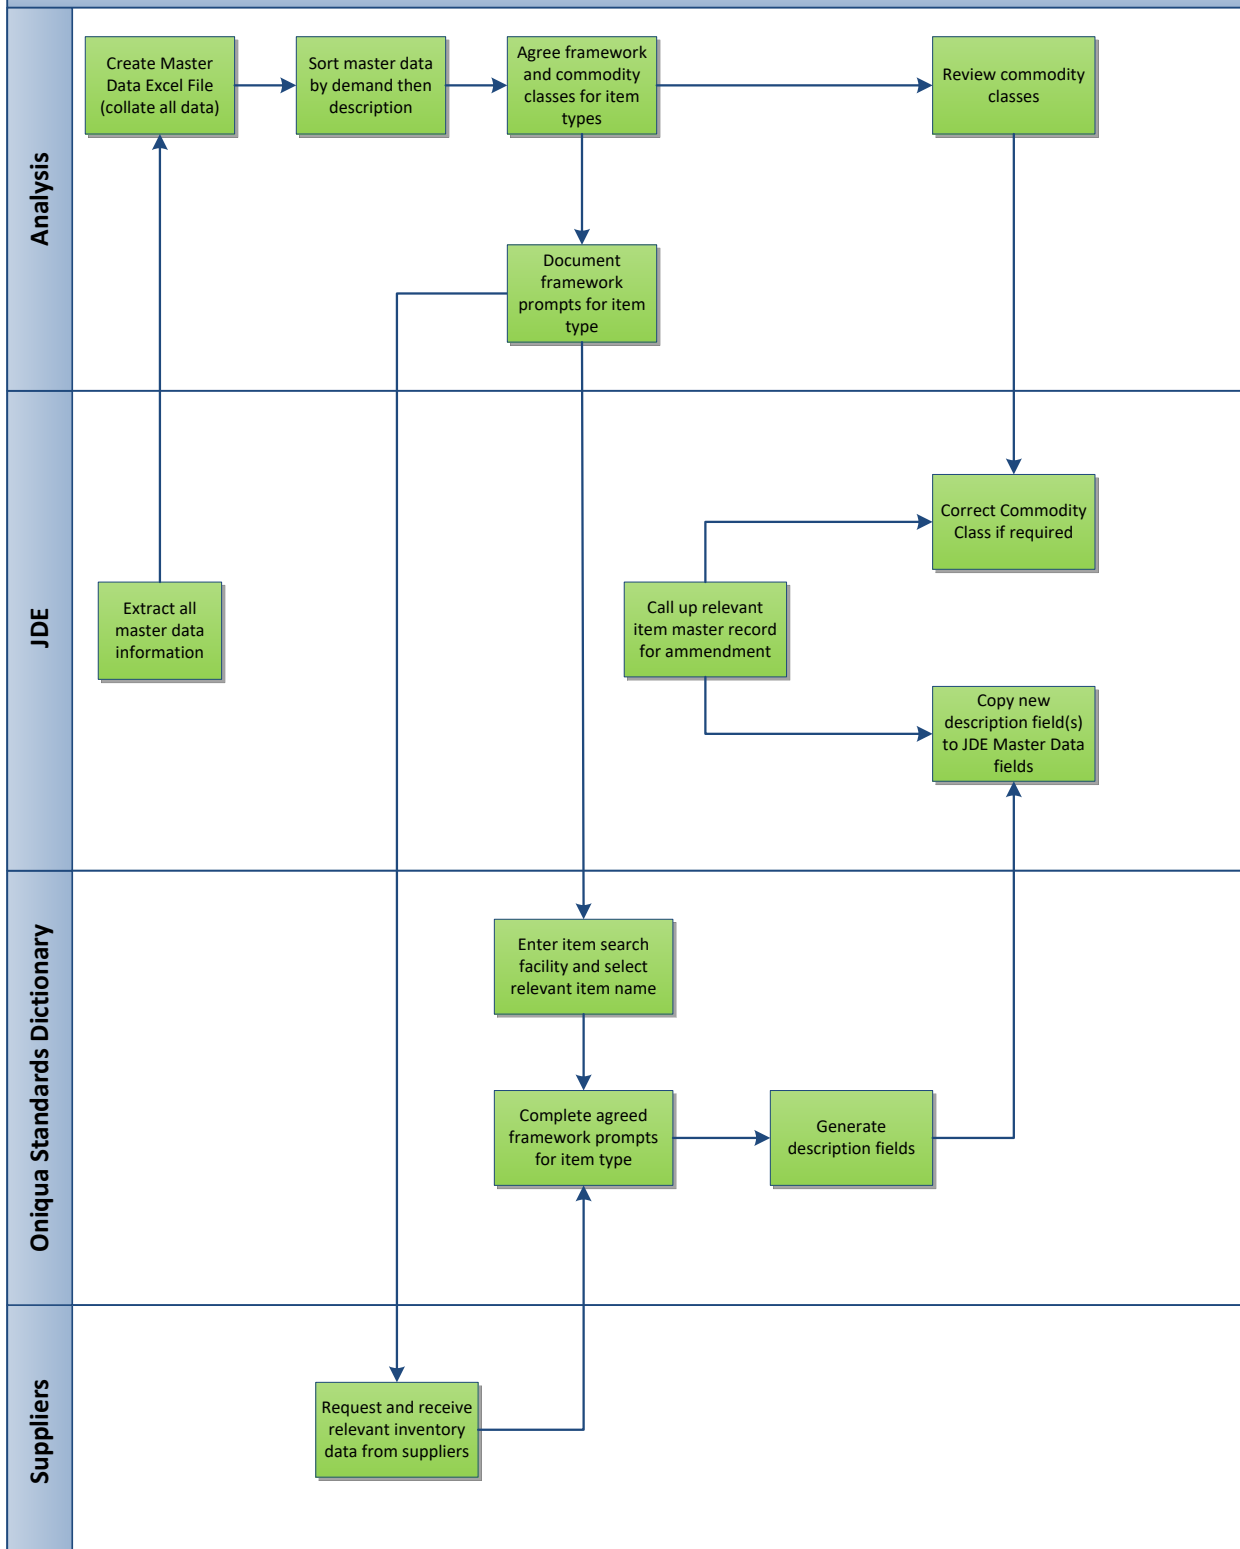 Analysis
Create Master
Data Excel File
(collate all data)
Sort master data
by demand then
description
Agree framework
and commodity
classes for item
types
Review commodity
classes
Document
framework
prompts for item
type
JDE
Extract all
master data
information
Call up relevant
item master record
for ammendment
Correct Commodity
Class if required
Copy new
description field(s)
to JDE Master Data
fields
Oniqua Standards Dictionary
Enter item search
facility and select
relevant item name
Complete agreed
framework prompts
for item type
Generate
description fields
Suppliers
Request and receive
relevant inventory
data from suppliers